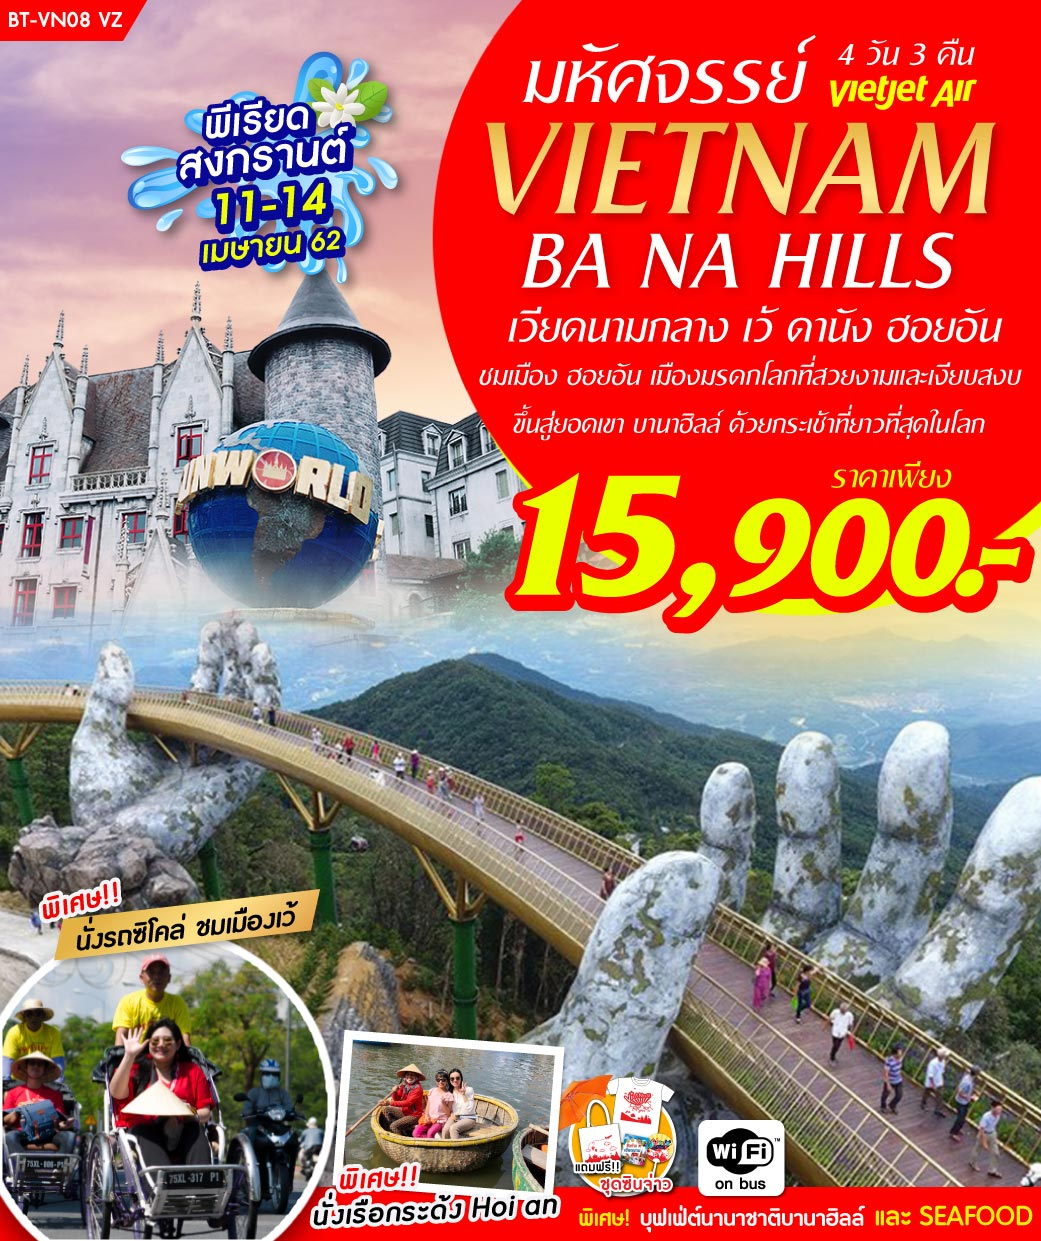 BT-VN08 VZ
พีเรียด
สงกรานต์
11-14
เมษายน 62
มหัศจรรย์
4 วัน 3 คืน
vietjet Air
VIETNAM
BA NA HILLS
เวียดนามกลาง เว้ ดานัง ฮอยอัน
ชมเมือง ฮอยอัน เมืองมรดกโลกที่สวยงามและเงียบสงบ
ขึ้นสู่ยอดเขา บานาฮิลล์ ด้วยกระเช้าที่ยาวที่สุดในโลก
ราคาเพียง
15,900.-
UNWORLD
พิเศษ!!
นั่งรถซิโคล่ ชมเมืองเว้
75XL-808-P1
75XL-317 P1
พิเศษ!!
นั่งเรือกระด้ง Hoi an
แถมฟรี!!
ชุดซินจ่าว
WiFi
TM
on bus
พิเศษ! บุฟเฟ่ต์นานาชาติบานาฮิลล์ และ SEAFOOD